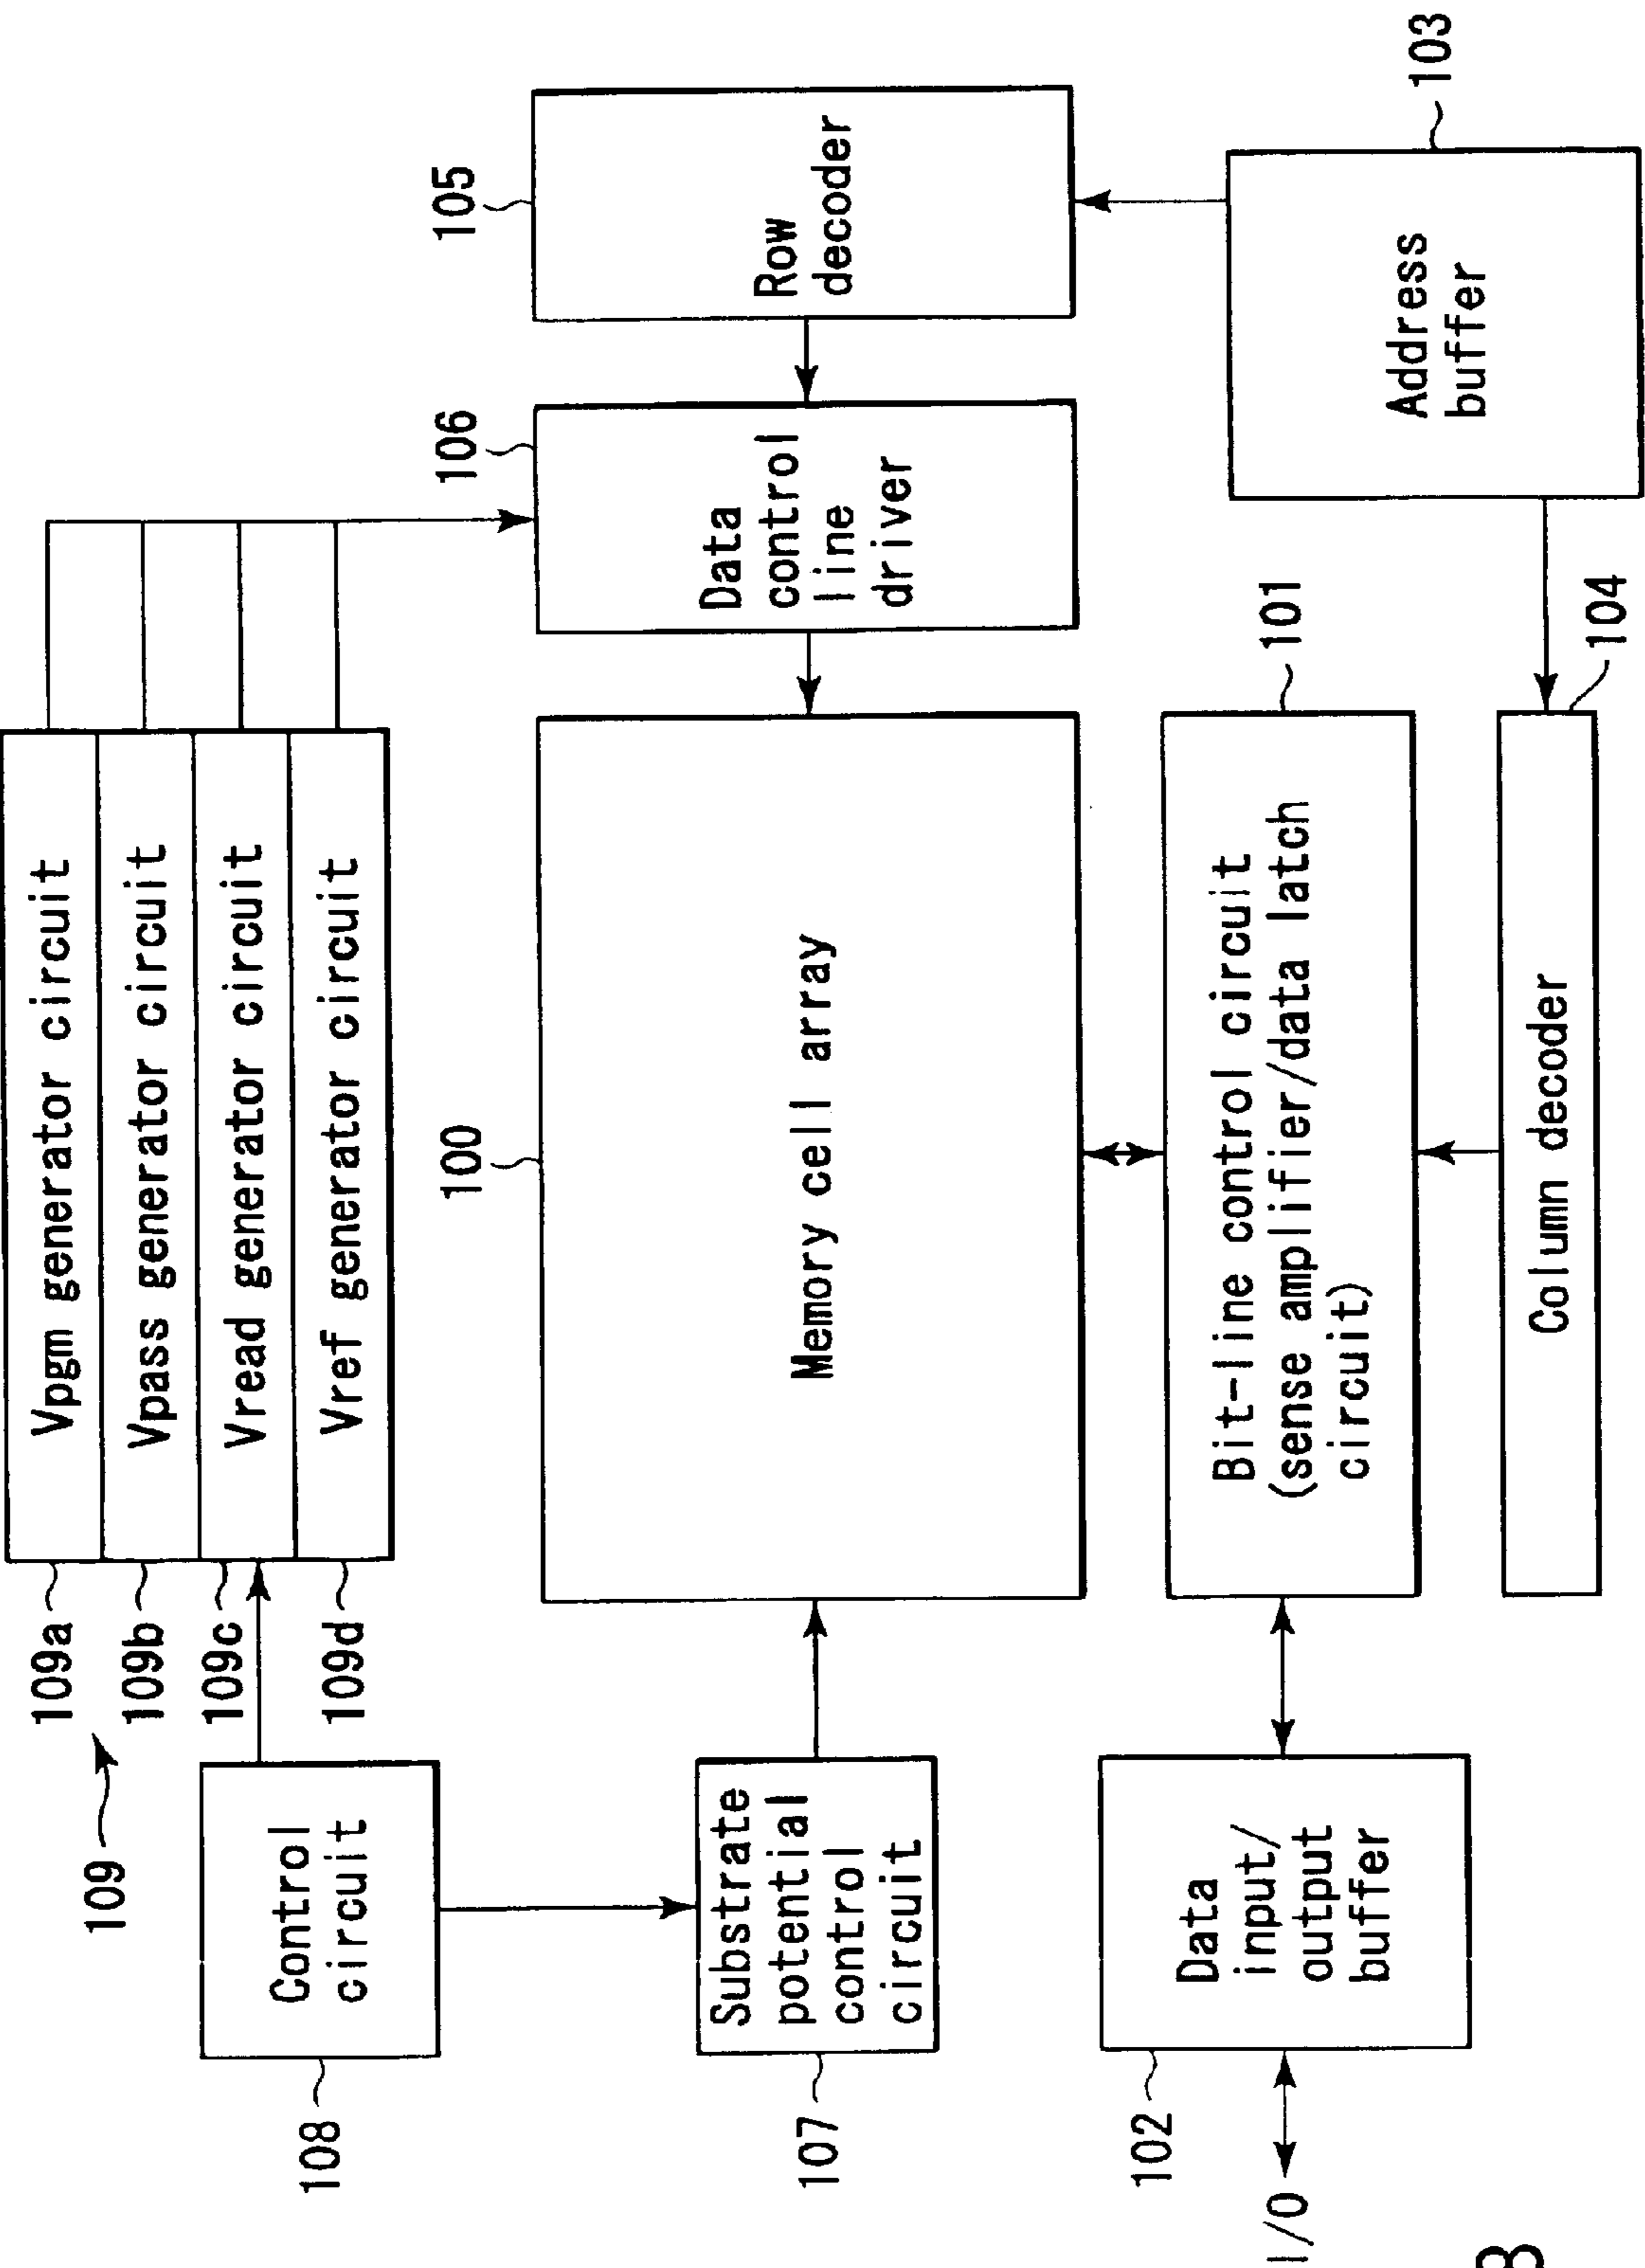 109
109a
Vpgm generator circuit
109b
Vpass generator circuit
109c
Vread generator circuit
109d
Vref generator circuit
108
Control
circuit
100
Memory cell array
106
Data
control
line
driver
105
Row
decoder
107
Substrate
potential
control
circuit
102
Data
input/
output
buffer
I/O
101
Bit-line control circuit
(sense amplifier/data latch
circuit)
104
Column decoder
103
Address
buffer